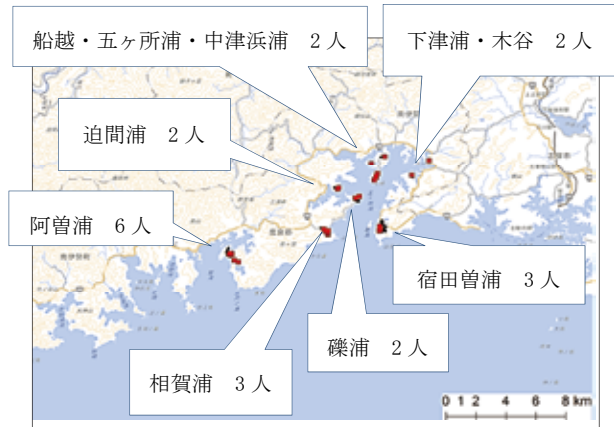 船越・五ヶ所浦・中津浜浦　2人
下津浦・木谷　2人
迫間浦　2人
阿曽浦　6人
宿田曽浦　3人
礫浦　2人
相賀浦　3人
0 1 2 4 6 8 km